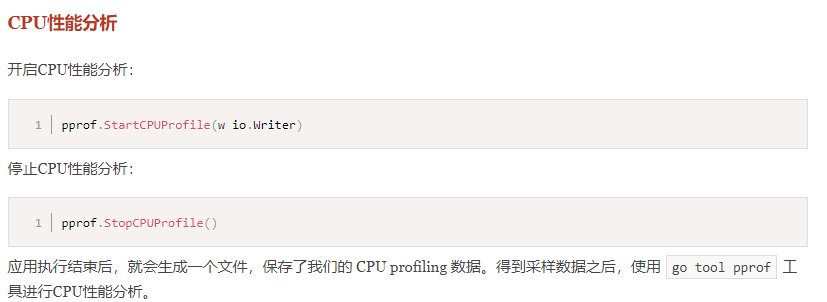 CPU性能分析
开启CPU性能分析：
1 pprof.StartCPUProfile(w io.Writer)
停止CPU性能分析：
1 pprof.StopCPUProfile()
应用执行结束后，就会生成一个文件，保存了我们的 CPU profiling 数据。得到采样数据之后，使用 go tool pprof 工
具进行CPU性能分析。